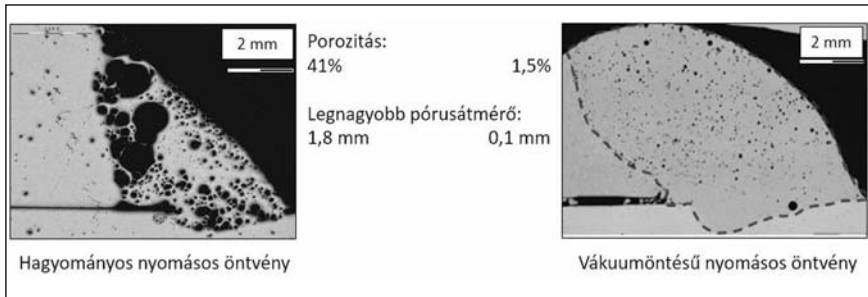 2 mm
Porozitás:
41% 1,5%
Legnagyobb pórusátmérő:
1,8 mm 0,1 mm
2 mm
Hagyományos nyomásos öntvény
Vákuumöntésű nyomásos öntvény